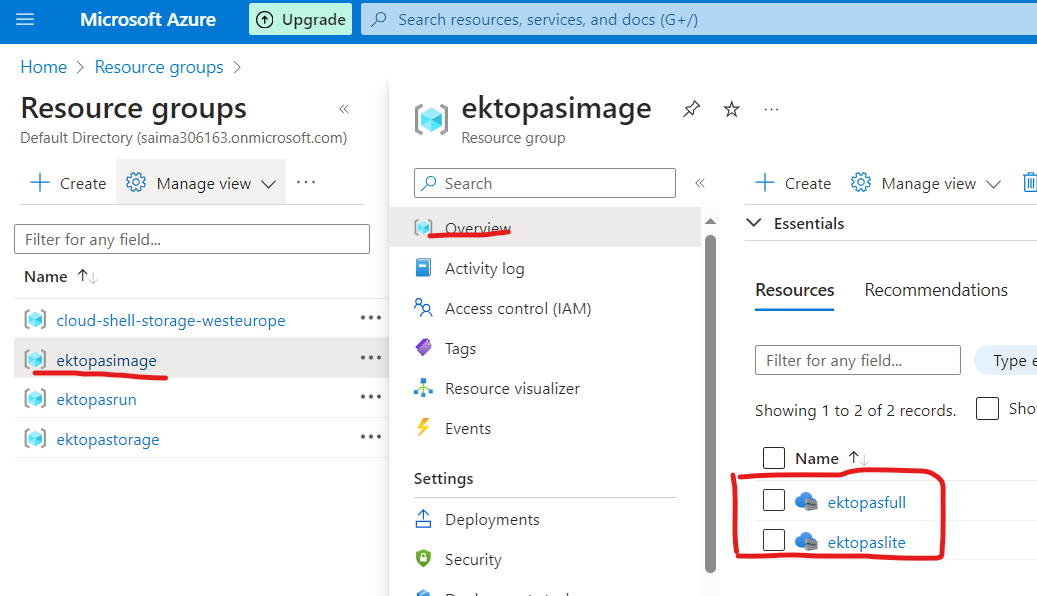 Microsoft Azure
Upgrade
Search resources, services, and docs (G+/)
Home > Resource groups >
Resource groups
Default Directory (saima306163.onmicrosoft.com)
Create
Manage view
Filter for any field...
Name
cloud-shell-storage-westeurope
ektopasimage
ektopasrun
ektopastorage
ektopasimage
Resource group
Search
Overview
Activity log
Access control (IAM)
Tags
Resource visualizer
Events
Settings
Deployments
Security
Create
Manage view
Essentials
Resources
Recommendations
Filter for any field...
Type
Showing 1 to 2 of 2 records.
Name
ektopasfull
ektopaslite